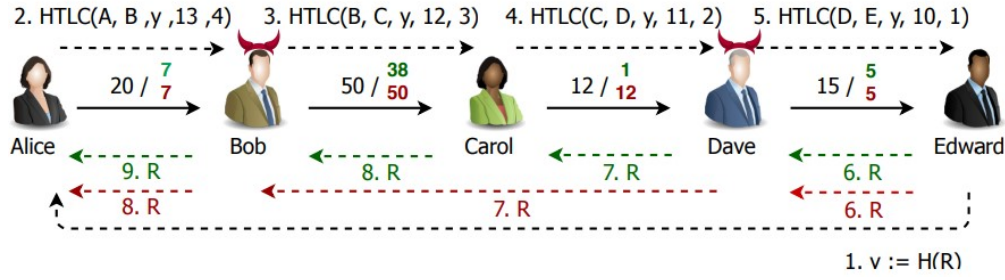 2. HTLC(A, B ,y ,13 ,4) 3. HTLC(B, C, y, 12, 3) 4. HTLC(C, D, y, 11, 2) 5. HTLC(D, E, y, 10, 1)
20 / 7 7 50 / 38 50 12 / 1 12 15 / 5 5
Alice Bob Carol Dave Edward
9. R 8. R 7. R 6. R
8. R 7. R 6. R
1. y := H(R)